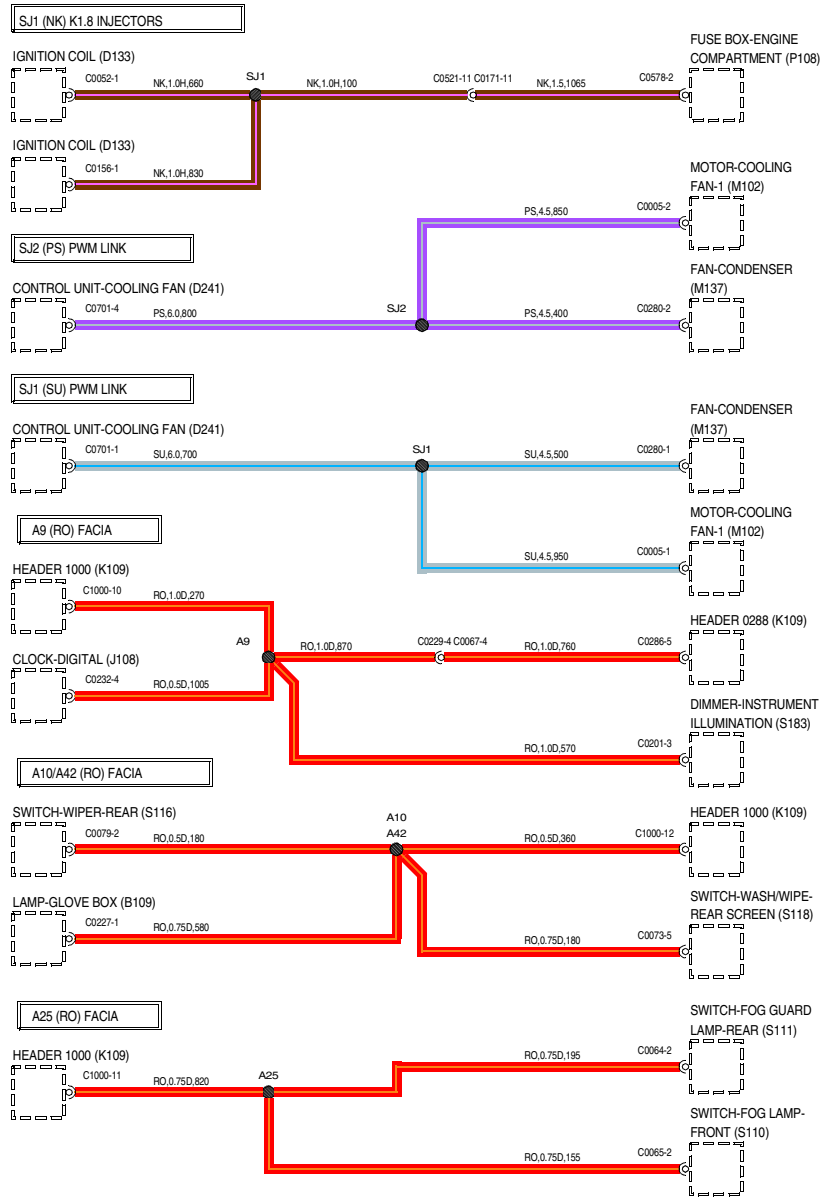 SJ1 (NK) K1.8 INJECTORS
IGNITION COIL (D133)
C0052-1
NK,1.0H,660
SJ1
NK,1.0H,100
C0521-11 C0171-11
NK,1.5,1065
C0578-2
FUSE BOX-ENGINE
COMPARTMENT (P108)
IGNITION COIL (D133)
C0156-1
NK,1.0H,830
MOTOR-COOLING
FAN-1 (M102)
PS,4.5,850
C0005-2
SJ2 (PS) PWM LINK
CONTROL UNIT-COOLING FAN (D241)
C0701-4
PS,6.0,800
SJ2
PS,4.5,400
C0280-2
FAN-CONDENSER
(M137)
SJ1 (SU) PWM LINK
CONTROL UNIT-COOLING FAN (D241)
C0701-1
SU,6.0,700
SJ1
SU,4.5,500
C0280-1
FAN-CONDENSER
(M137)
SU,4.5,950
C0005-1
MOTOR-COOLING
FAN-1 (M102)
A9 (RO) FACIA
HEADER 1000 (K109)
C1000-10
RO,1.0D,270
A9
RO,1.0D,870
C0229-4 C0067-4
RO,1.0D,760
C0286-5
HEADER 0288 (K109)
CLOCK-DIGITAL (J108)
C0232-4
RO,0.5D,1005
RO,1.0D,570
C0201-3
DIMMER-INSTRUMENT
ILLUMINATION (S183)
A10/A42 (RO) FACIA
SWITCH-WIPER-REAR (S116)
C0079-2
RO,0.5D,180
A10
A42
RO,0.5D,360
C1000-12
HEADER 1000 (K109)
LAMP-GLOVE BOX (B109)
C0227-1
RO,0.75D,580
RO,0.75D,180
C0073-5
SWITCH-WASH/WIPE-
REAR SCREEN (S118)
A25 (RO) FACIA
HEADER 1000 (K109)
C1000-11
RO,0.75D,820
A25
RO,0.75D,195
C0064-2
SWITCH-FOG GUARD
LAMP-REAR (S111)
RO,0.75D,155
C0065-2
SWITCH-FOG LAMP-
FRONT (S110)